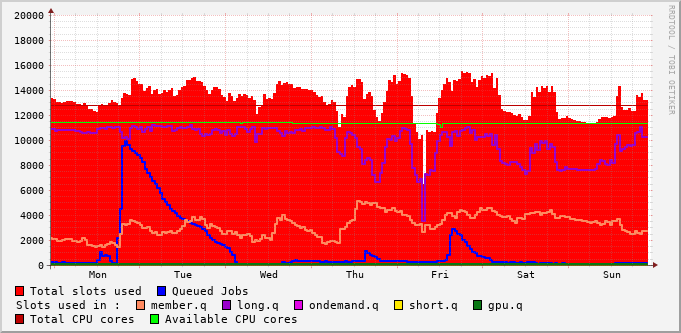 20000
18000
16000
14000
12000
10000
8000
6000
4000
2000
0
Mon Tue Wed Thu Fri Sat Sun
RRDTOOL / TOBI OETIKER
Total slots used Queued Jobs
Slots used in : member.q long.q ondemand.q short.q gpu.q
Total CPU cores Available CPU cores